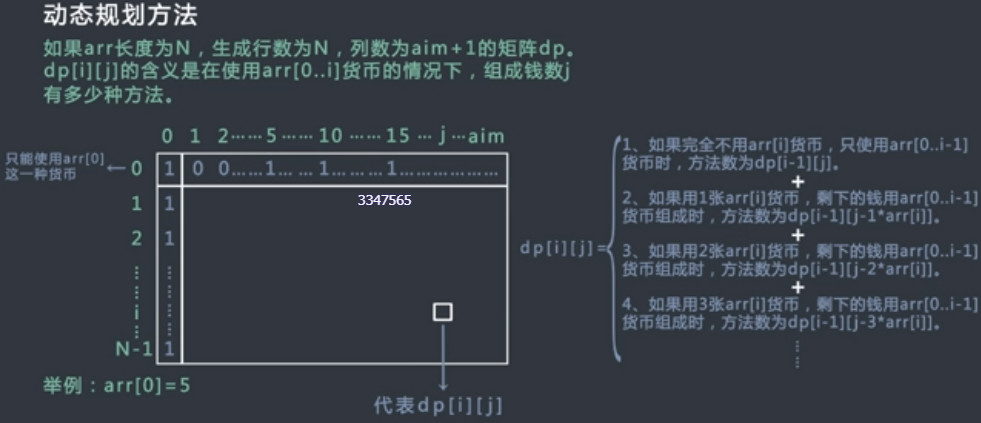 动态规划方法
如果arr长度为N，生成行数为N，列数为aim+1的矩阵dp。
dp[i][j]的含义是在使用arr[0..i]货币的情况下，组成钱数j
有多少种方法。
0 1 2……5……10……15…j…aim
只能使用arr[0]
这一种货币
←0 1 0 0……1……1……1………………
1 1
3347565
2 1
⋮ ⋮
i ⋮
⋮ ⋮
N-1 1
举例：arr[0]=5
代表dp[i][j]
dp[i][j]=
1、如果完全不用arr[i]货币，只使用arr[0..i-1]
货币时，方法数为dp[i-1][j]。
+
2、如果用1张arr[i]货币，剩下的钱用arr[0..i-1]
货币组成时，方法数为dp[i-1][j-1*arr[i]]。
+
3、如果用2张arr[i]货币，剩下的钱用arr[0..i-1]
货币组成时，方法数为dp[i-1][j-2*arr[i]]。
+
4、如果用3张arr[i]货币，剩下的钱用arr[0..i-1]
货币组成时，方法数为dp[i-1][j-3*arr[i]]。
⋮